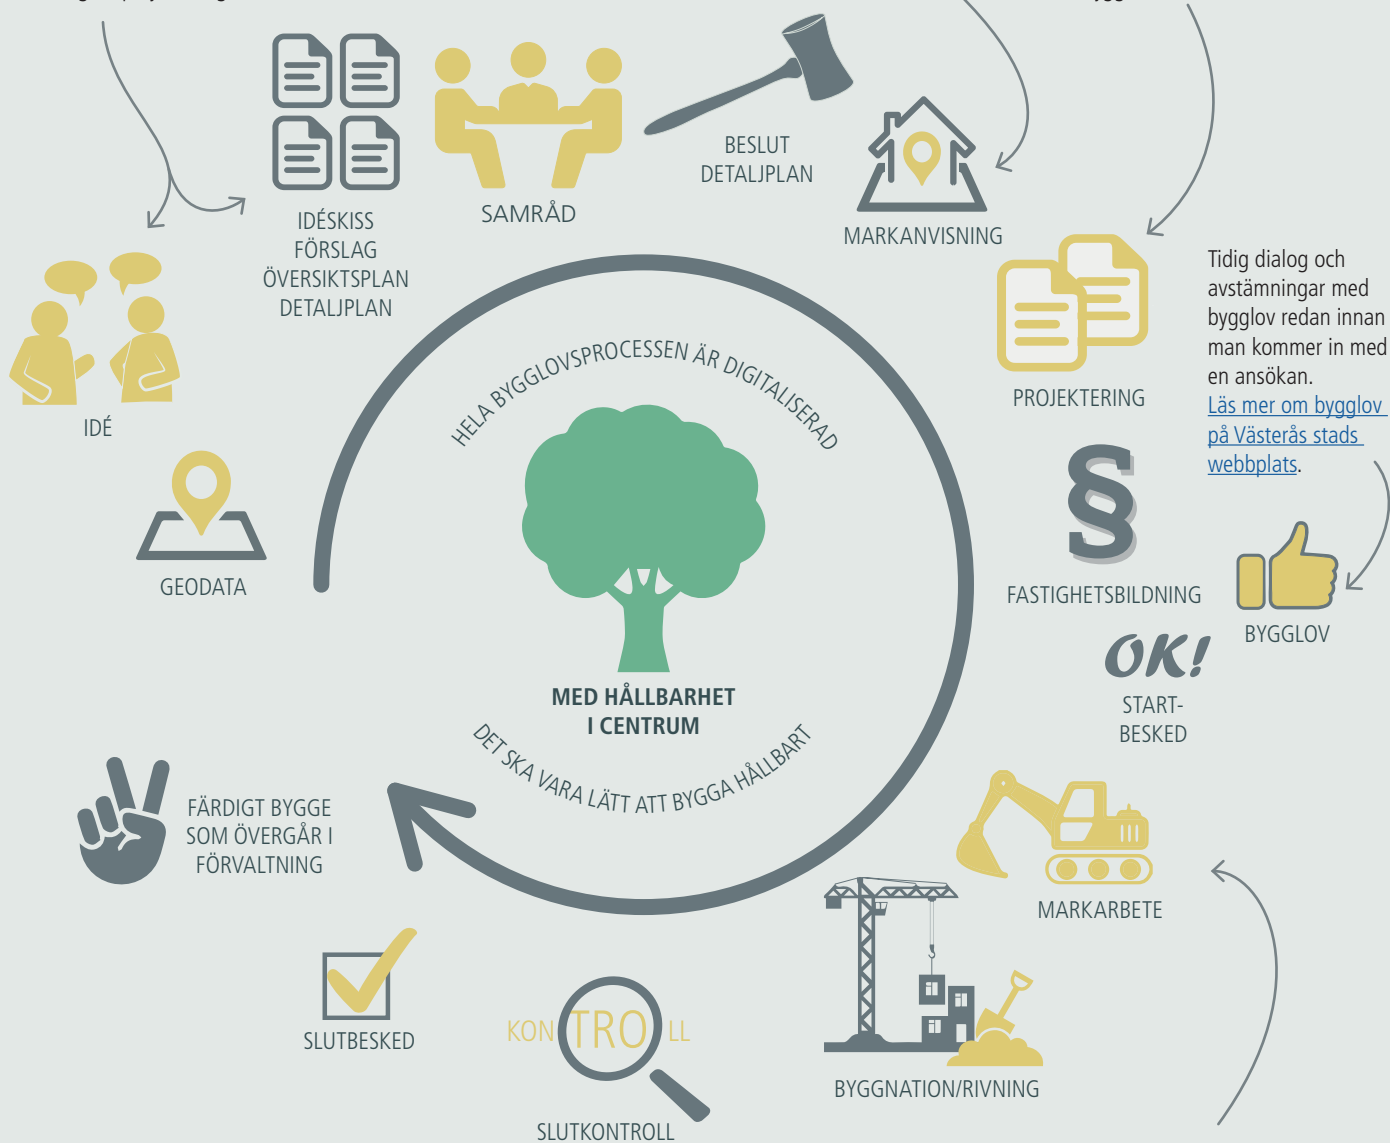 BESLUT
DETALJPLAN
SAMRÅD
IDÉSKISS
FÖRSLAG
ÖVERSIKTSPLAN
DETALJPLAN
MARKANVISNING
IDÉ
GEODATA
HELA BYGGLOVSPROCESSEN ÄR DIGITALISERAD
MED HÅLLBARHET
I CENTRUM
DET SKA VARA LÄTT ATT BYGGA HÅLLBART
PROJEKTERING
Tidig dialog och
avstämningar med
bygglov redan innan
man kommer in med
en ansökan.
Läs mer om bygglov
på Västerås stads
webbplats.
§
FASTIGHETSBILDNING
BYGGLOV
OK!
START-
BESKED
MARKARBETE
BYGGNATION/RIVNING
KONTROLL
SLUTKONTROLL
SLUTBESKED
FÄRDIGT BYGGE
SOM ÖVERGÅR I
FÖRVALTNING